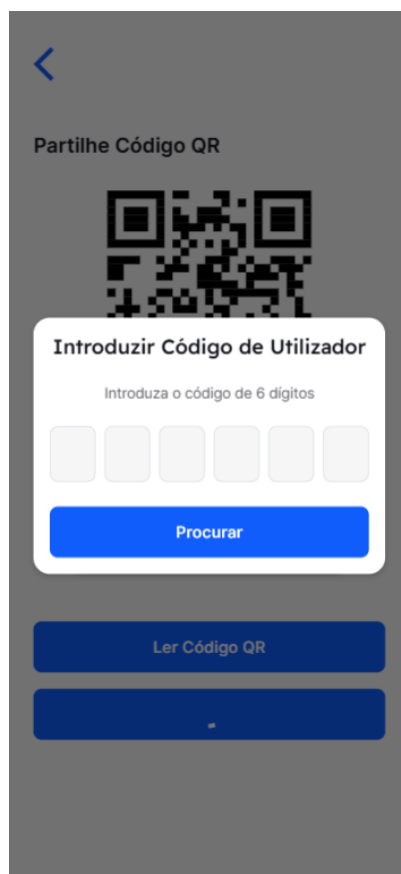 Partilhe Código QR
Introduzir Código de Utilizador
Introduza o código de 6 dígitos
Procurar
Ler Código QR